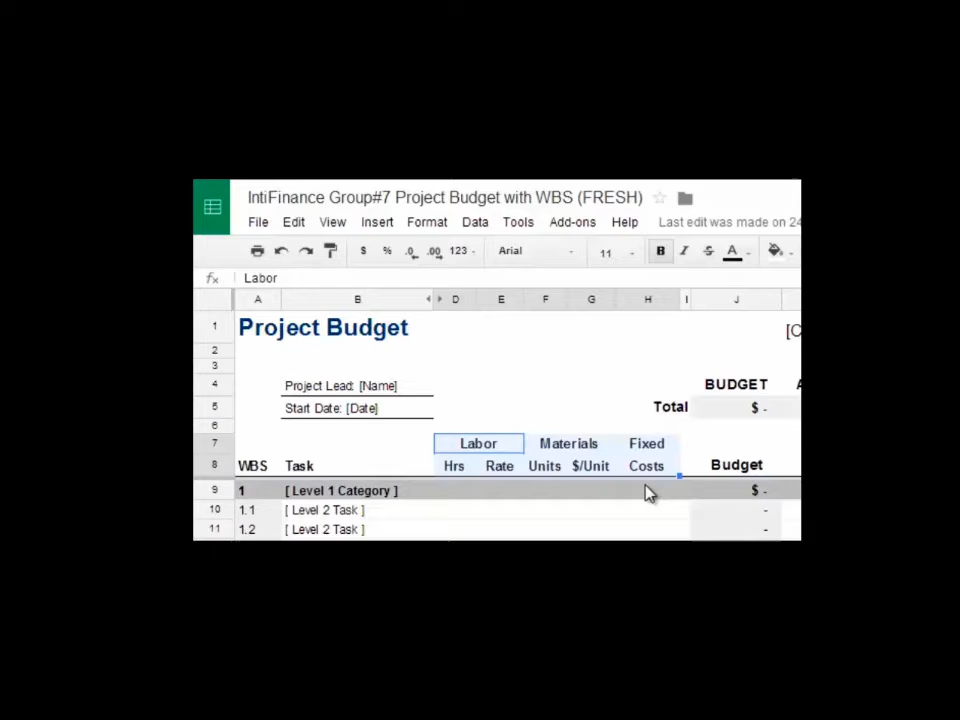 IntiFinance Group#7 Project Budget with WBS (FRESH)
File Edit View Insert Format Data Tools Add-ons Help Last edit was made on 24
$ % .0 .00 123 Arial 11 B I S A
fx Labor
A B D E F G H I J
1 Project Budget [C
2
3
4 Project Lead: [Name] BUDGET A
5 Start Date: [Date] Total $ -
6
7 Labor Materials Fixed
8 WBS Task Hrs Rate Units $/Unit Costs Budget
9 1 [ Level 1 Category ] $ -
10 1.1 [ Level 2 Task ] -
11 1.2 [ Level 2 Task ] -